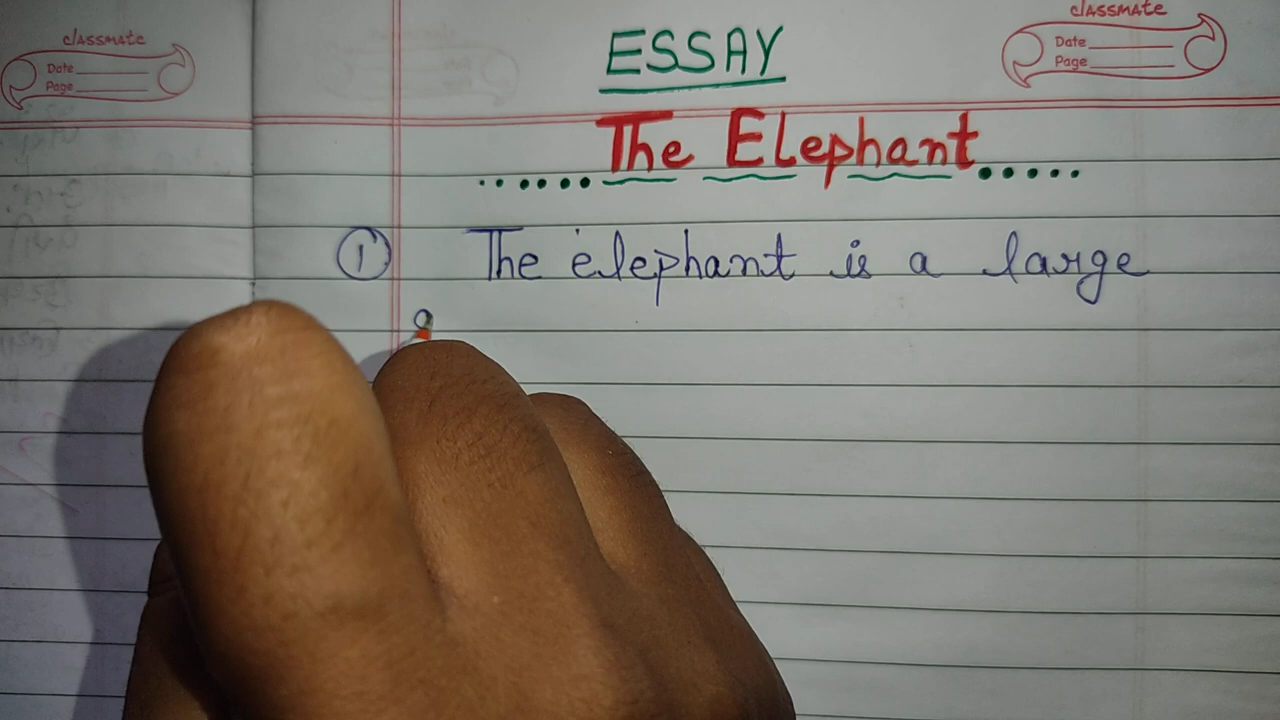 classmate
Date
Page
classmate
Date
Page
ESSAY
The Elephant
① The elephant is a large